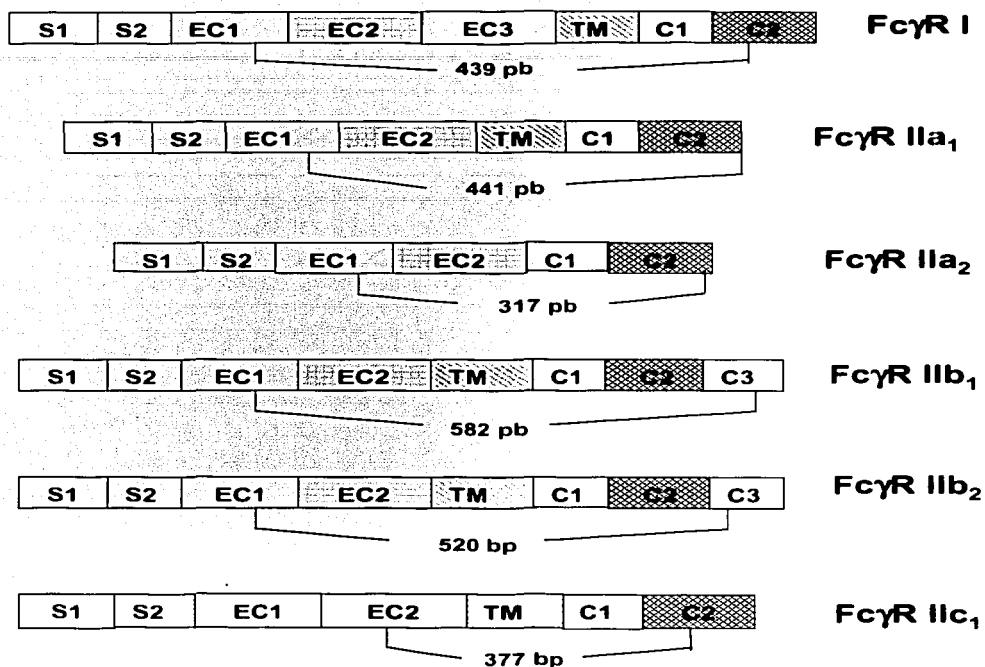 S1 S2 EC1 EC2 EC3 TM C1 C2 FcγR I
439 pb
S1 S2 EC1 EC2 TM C1 C2 FcγR IIa₁
441 pb
S1 S2 EC1 EC2 C1 C2 FcγR IIa₂
317 pb
S1 S2 EC1 EC2 TM C1 C2 C3 FcγR IIb₁
582 pb
S1 S2 EC1 EC2 TM C1 C2 C3 FcγR IIb₂
520 bp
S1 S2 EC1 EC2 TM C1 C2 FcγR IIc₁
377 bp